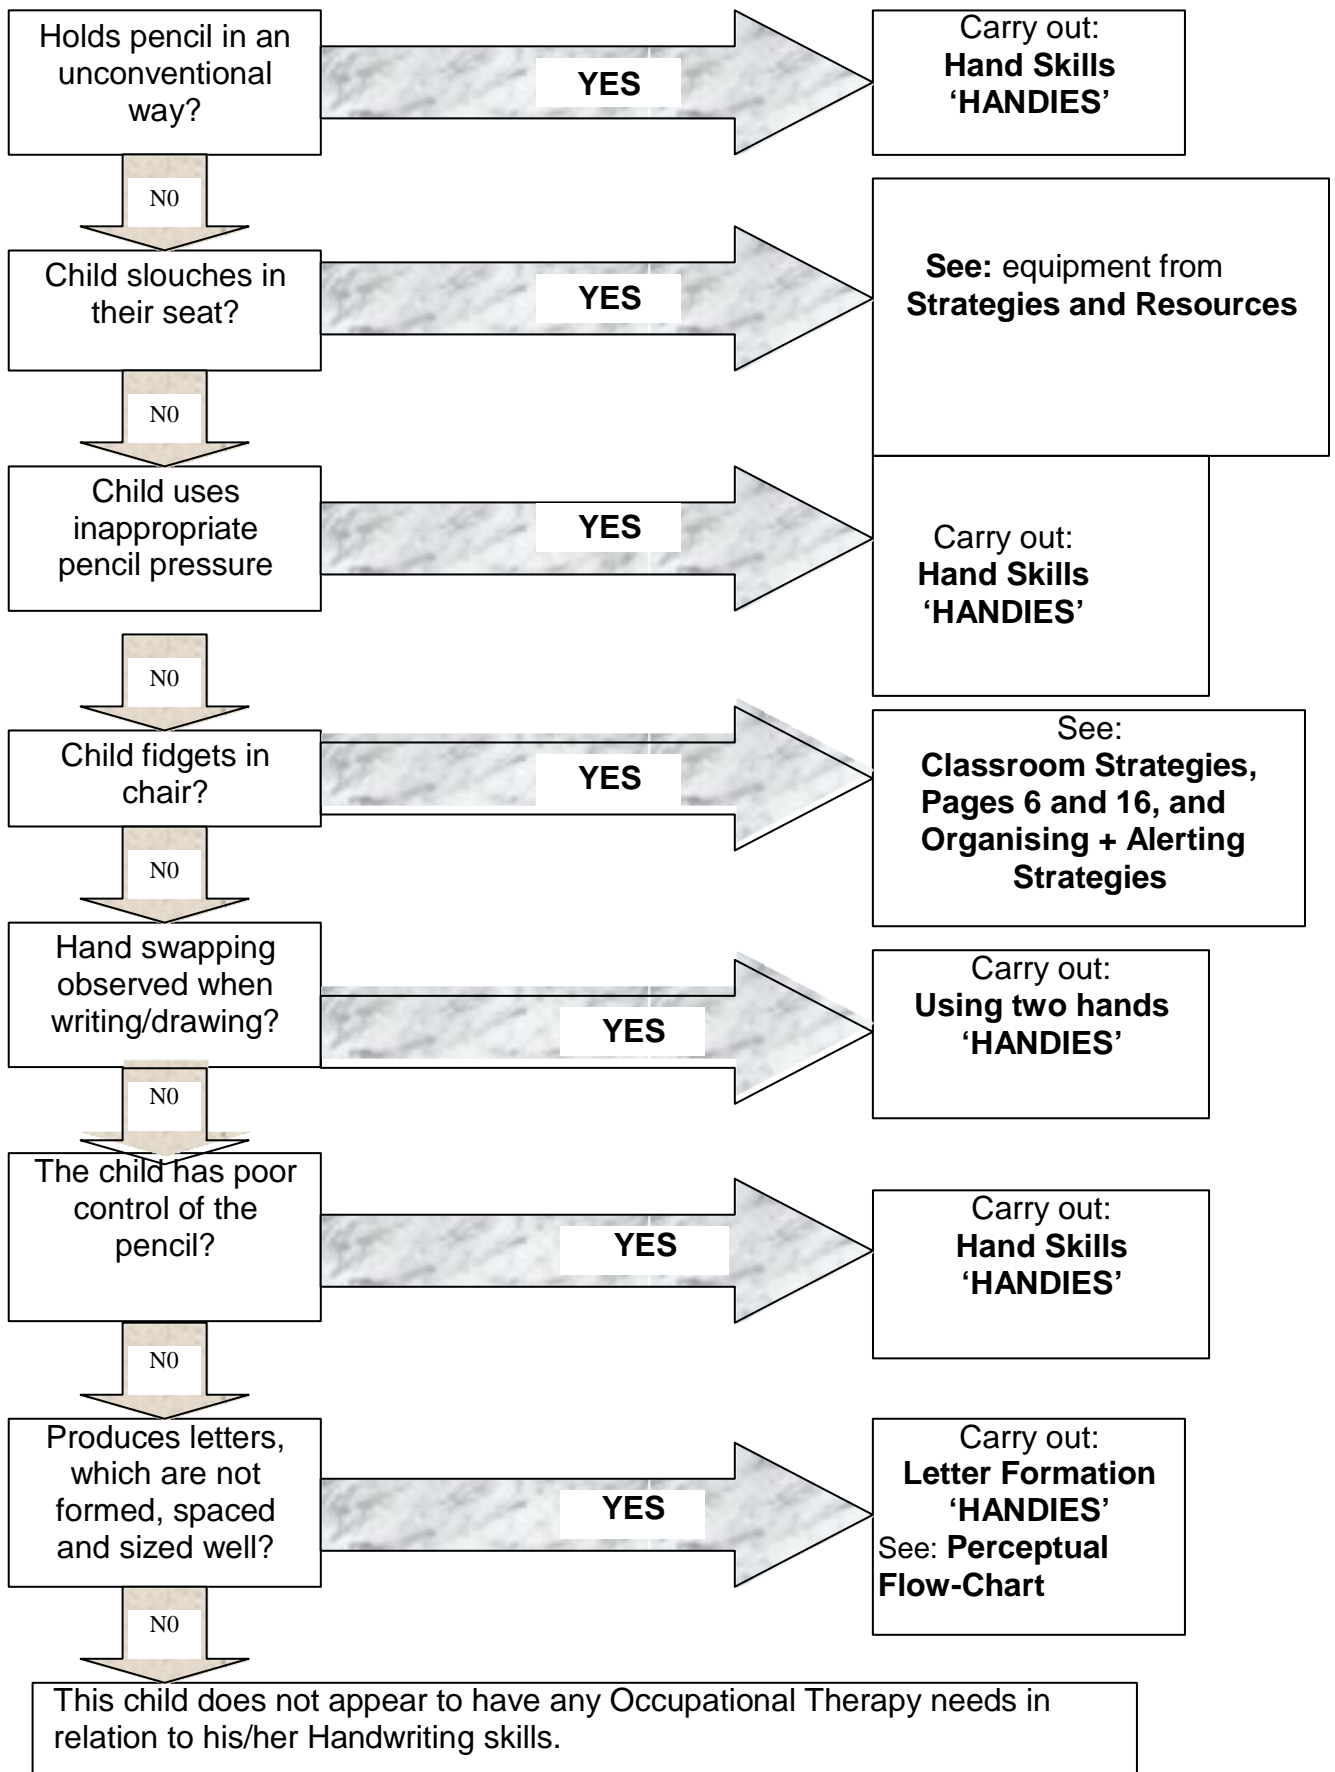 Holds pencil in an
unconventional
way?
YES
Carry out:
Hand Skills
‘HANDIES’
N0
Child slouches in
their seat?
YES
See: equipment from
Strategies and Resources
N0
Child uses
inappropriate
pencil pressure
YES
Carry out:
Hand Skills
‘HANDIES’
N0
Child fidgets in
chair?
YES
See:
Classroom Strategies,
Pages 6 and 16, and
Organising + Alerting
Strategies
N0
Hand swapping
observed when
writing/drawing?
YES
Carry out:
Using two hands
‘HANDIES’
N0
The child has poor
control of the
pencil?
YES
Carry out:
Hand Skills
‘HANDIES’
N0
Produces letters,
which are not
formed, spaced
and sized well?
YES
Carry out:
Letter Formation
‘HANDIES’
See: Perceptual
Flow-Chart
N0
This child does not appear to have any Occupational Therapy needs in
relation to his/her Handwriting skills.